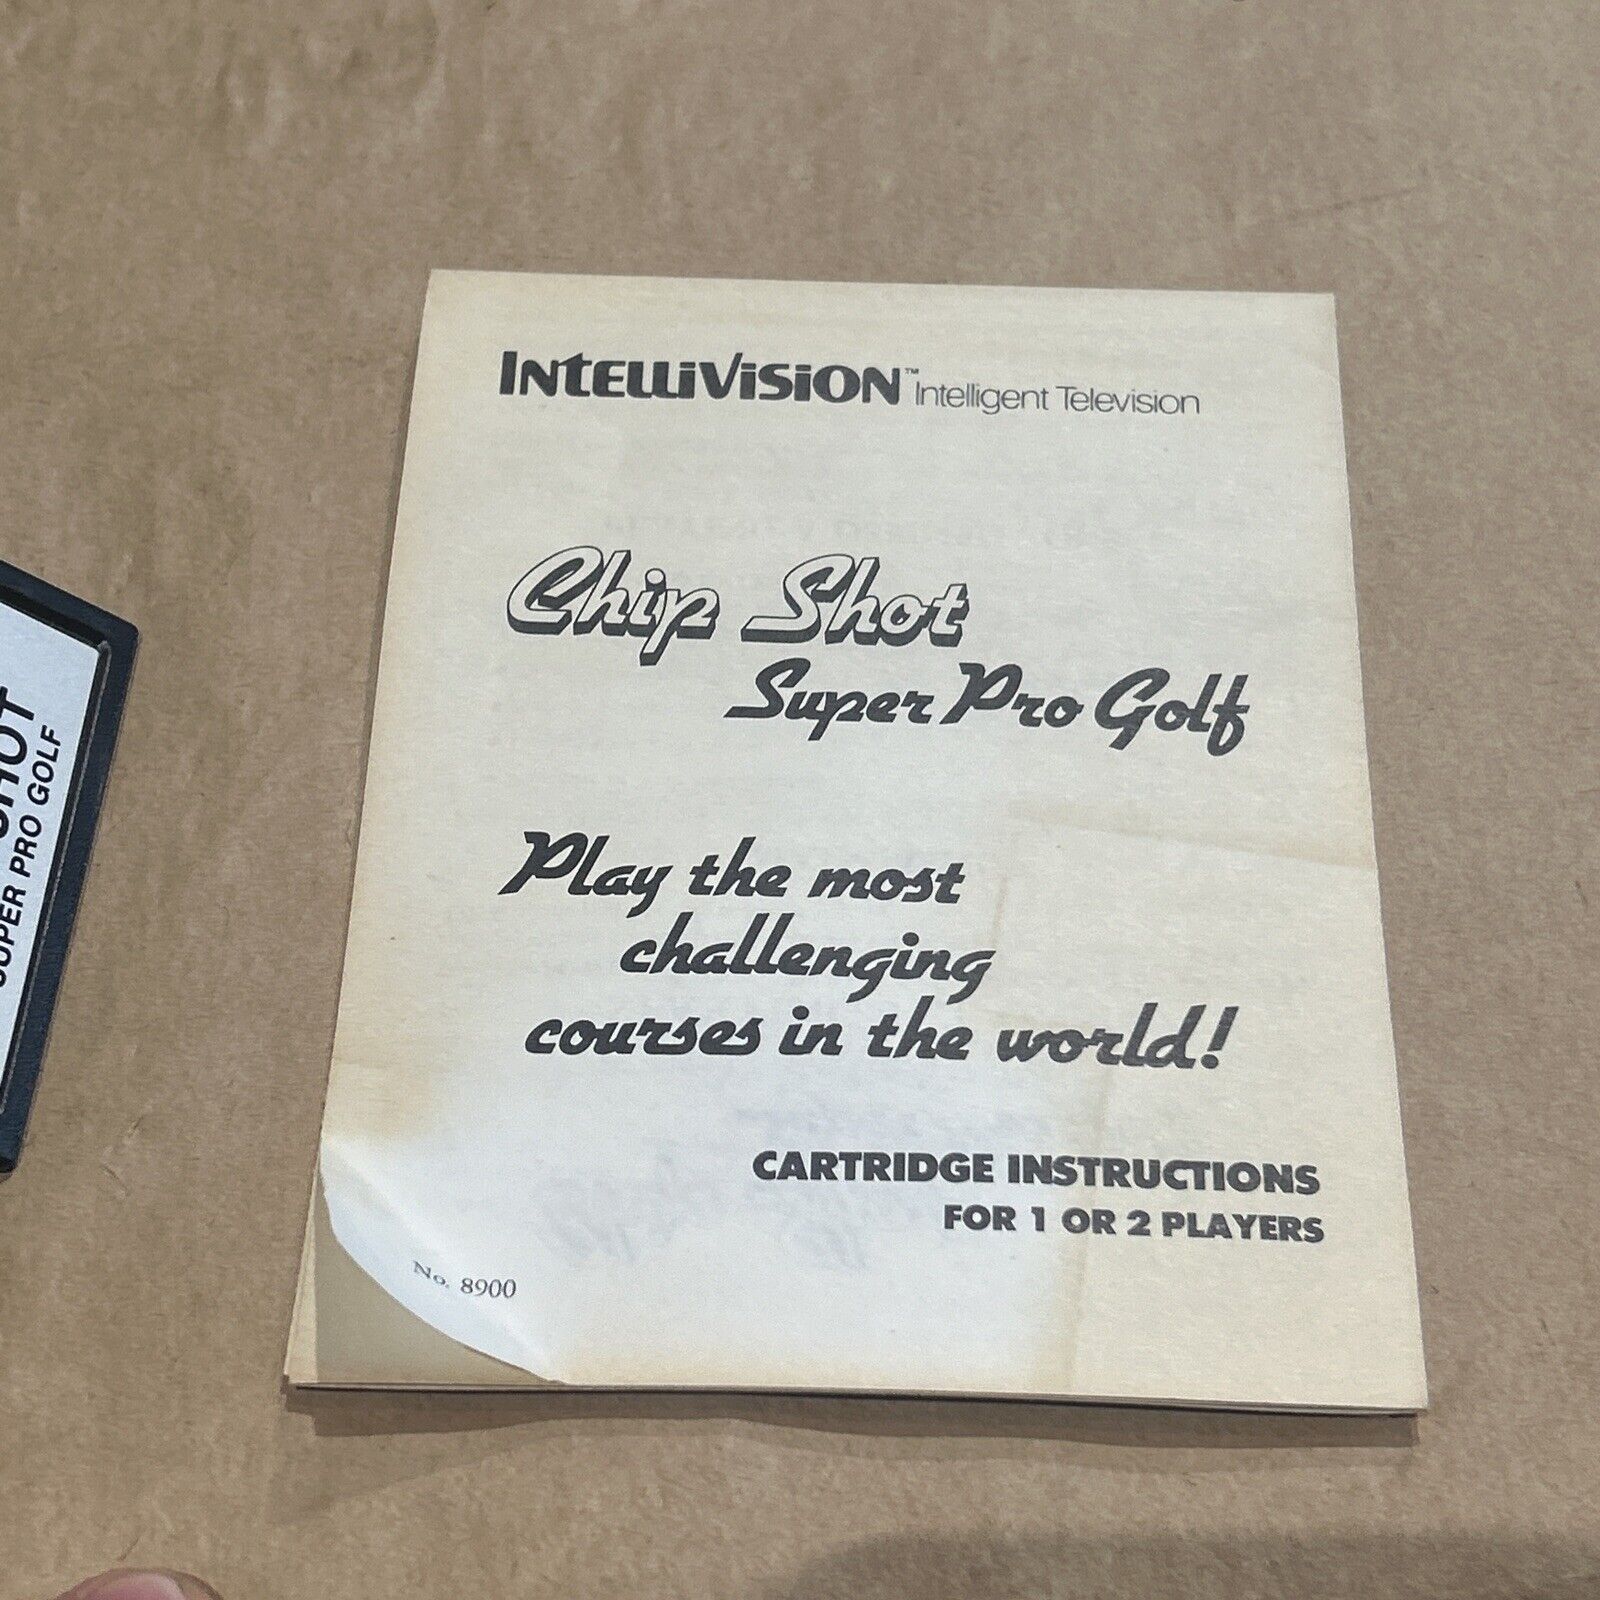 INTELLIVISION™ Intelligent Television
Chip Shot
Super Pro Golf
Play the most
challenging
courses in the world!
CARTRIDGE INSTRUCTIONS
FOR 1 OR 2 PLAYERS
No. 8900
SHOT
SUPER PRO GOLF